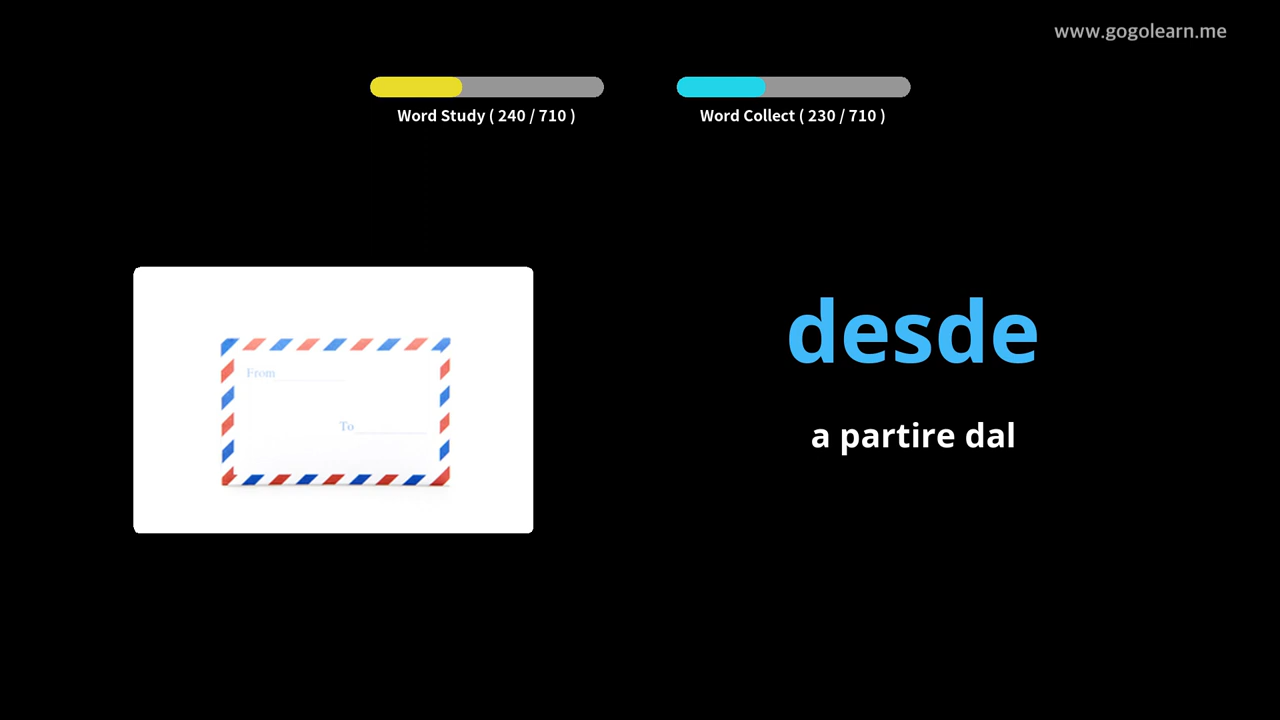 www.gogolearn.me
Word Study ( 240 / 710 )
Word Collect ( 230 / 710 )
From
To
desde
a partire dal